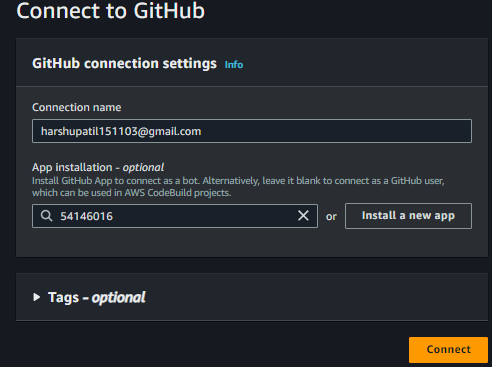 Connect to GitHub
GitHub connection settings Info
Connection name
harshupatil151103@gmail.com
App installation - optional
Install GitHub App to connect as a bot. Alternatively, leave it blank to connect as a GitHub user,
which can be used in AWS CodeBuild projects.
54146016 or Install a new app
Tags - optional
Connect